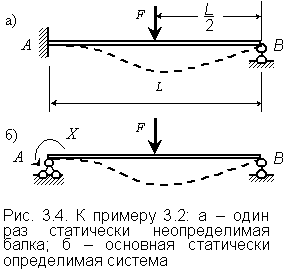 а)
F
L
2
A
B
L
б)
X
F
A
B
Рис. 3.4. К примеру 3.2: а – один
раз статически неопределимая
балка; б – основная статически
определимая система